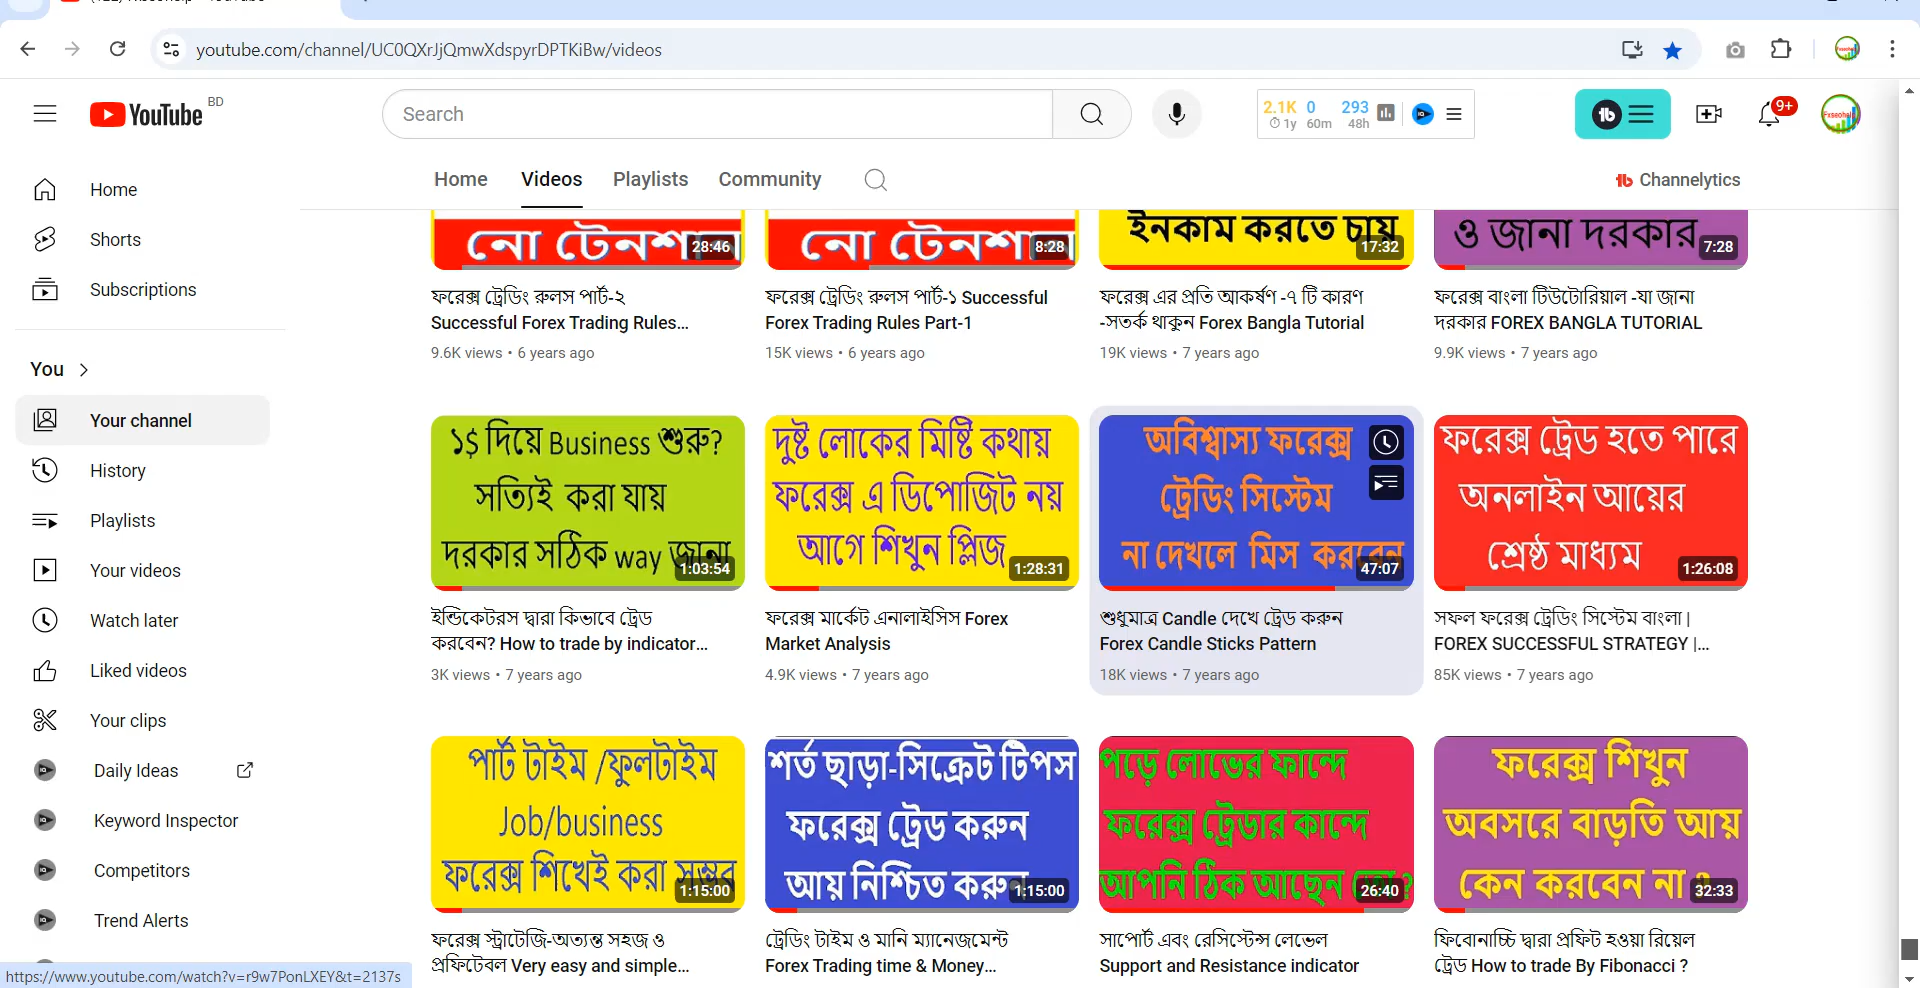 youtube.com/channel/UC0QXrJjQmwXdspyrDPTKiBw/videos
YouTube BD
Search
2.1K 0 293
1y 60m 48h
9+
Home Videos Playlists Community
Channelytics
Home
Shorts
Subscriptions
You
Your channel
History
Playlists
Your videos
Watch later
Liked videos
Your clips
Daily Ideas
Keyword Inspector
Competitors
Trend Alerts
নো টেনশন
28:46
ফরেক্স ট্রেডিং রুলস পার্ট-২
Successful Forex Trading Rules...
9.6K views • 6 years ago
নো টেনশন
8:28
ফরেক্স ট্রেডিং রুলস পার্ট-১ Successful
Forex Trading Rules Part-1
15K views • 6 years ago
ইনকাম করতে চায়
17:32
ফরেক্স এর প্রতি আকর্ষণ -৭ টি কারণ
-সতর্ক থাকুন Forex Bangla Tutorial
19K views • 7 years ago
ও জানা দরকার
7:28
ফরেক্স বাংলা টিউটোরিয়াল -যা জানা
দরকার FOREX BANGLA TUTORIAL
9.9K views • 7 years ago
১$ দিয়ে Business শুরু?
সত্যিই করা যায়
দরকার সঠিক way জানা
1:03:54
ইন্ডিকেটরস দ্বারা কিভাবে ট্রেড
করবেন? How to trade by indicator...
3K views • 7 years ago
দুষ্ট লোকের মিষ্টি কথায়
ফরেক্স এ ডিপোজিট নয়
আগে শিখুন প্লিজ
1:28:31
ফরেক্স মার্কেট এনালাইসিস Forex
Market Analysis
4.9K views • 7 years ago
অবিশ্বাস্য ফরেক্স
ট্রেডিং সিস্টেম
না দেখলে মিস করবেন
47:07
শুধুমাত্র Candle দেখে ট্রেড করুন
Forex Candle Sticks Pattern
18K views • 7 years ago
ফরেক্স ট্রেড হতে পারে
অনলাইন আয়ের
শ্রেষ্ঠ মাধ্যম
1:26:08
সফল ফরেক্স ট্রেডিং সিস্টেম বাংলা |
FOREX SUCCESSFUL STRATEGY |...
85K views • 7 years ago
পার্ট টাইম /ফুলটাইম
Job/business
ফরেক্স শিখেই করা সম্ভব
1:15:00
ফরেক্স স্ট্রাটেজি-অত্যন্ত সহজ ও
প্রফিটেবল Very easy and simple...
শর্ত ছাড়া-সিক্রেট টিপস
ফরেক্স ট্রেড করুন
আয় নিশ্চিত করুন
1:15:00
ট্রেডিং টাইম ও মানি ম্যানেজমেন্ট
Forex Trading time & Money...
পড়ে লোভের ফান্দে
ফরেক্স ট্রেডার কান্দে
আপনি ঠিক আছেন তো ?
26:40
সাপোর্ট এবং রেসিস্টেন্স লেভেল
Support and Resistance indicator
ফরেক্স শিখুন
অবসরে বাড়তি আয়
কেন করবেন না ?
32:33
ফিবোনাচ্চি দ্বারা প্রফিট হওয়া রিয়েল
ট্রেড How to trade By Fibonacci ?
https://www.youtube.com/watch?v=r9w7PonLXEY&t=2137s